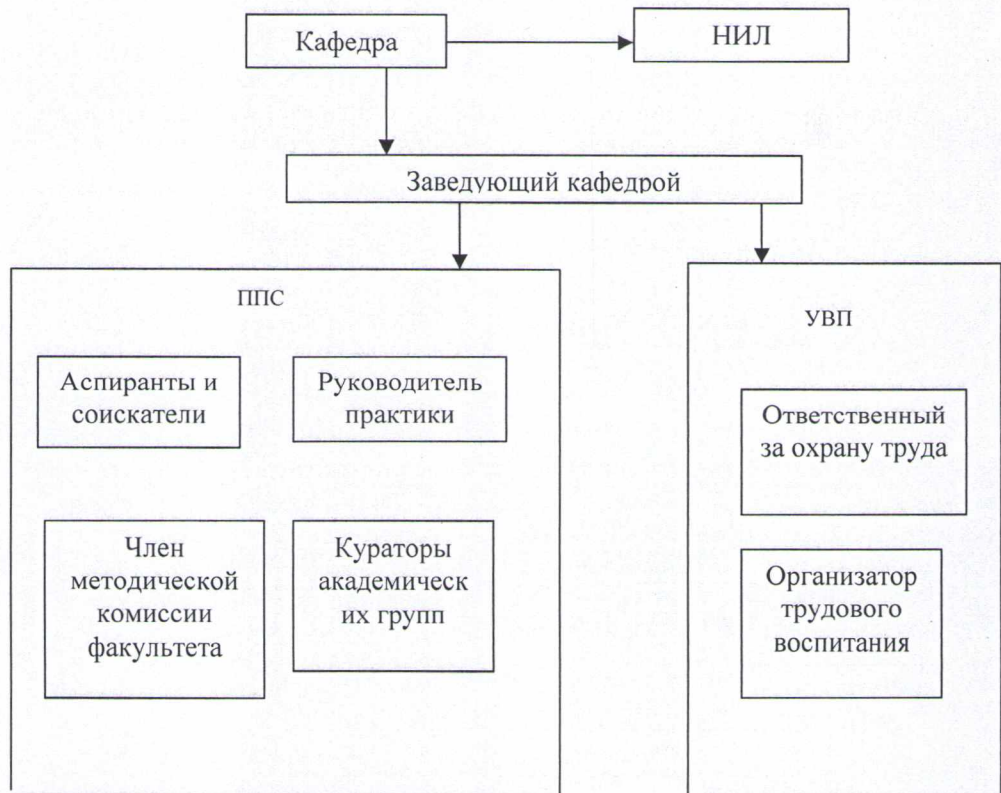 Кафедра
НИЛ
Заведующий кафедрой
ППС
Аспиранты и
соискатели
Руководитель
практики
Член
методической
комиссии
факультета
Кураторы
академическ
их групп
УВП
Ответственный
за охрану труда
Организатор
трудового
воспитания